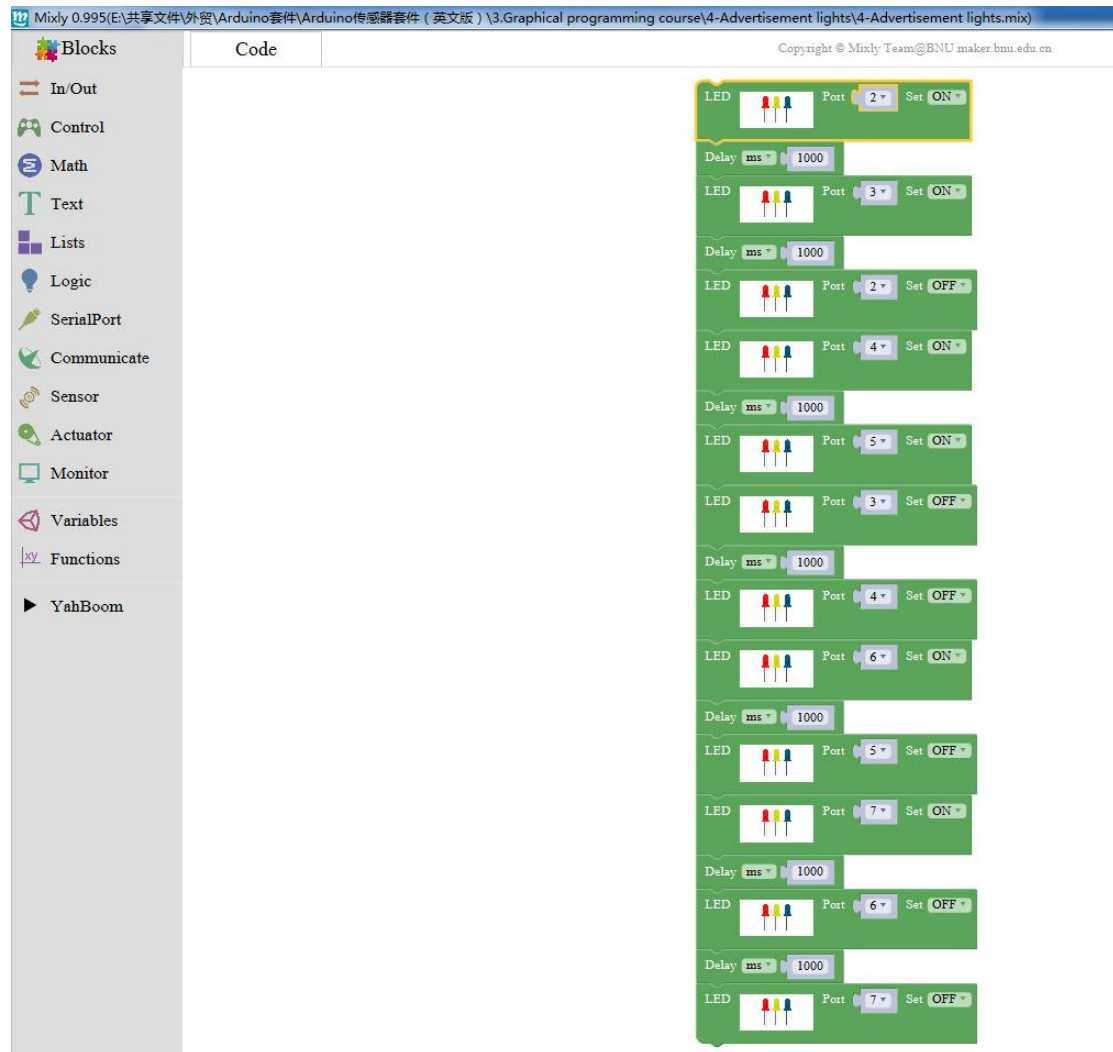 Mixly 0.995(E:\共享文件\外贸\Arduino套件\Arduino传感器套件(英文版)\3.Graphical programming course\4-Advertisement lights\4-Advertisement lights.mix)
Blocks Code Copyright © Mixly Team@BNU maker.bnu.edu.cn
In/Out
Control
Math
Text
Lists
Logic
SerialPort
Communicate
Sensor
Actuator
Monitor
Variables
xy Functions
YahBoom
LED Port 2 Set ON
Delay ms 1000
LED Port 3 Set ON
Delay ms 1000
LED Port 2 Set OFF
LED Port 4 Set ON
Delay ms 1000
LED Port 5 Set ON
LED Port 3 Set OFF
Delay ms 1000
LED Port 4 Set OFF
LED Port 6 Set ON
Delay ms 1000
LED Port 5 Set OFF
LED Port 7 Set ON
Delay ms 1000
LED Port 6 Set OFF
Delay ms 1000
LED Port 7 Set OFF